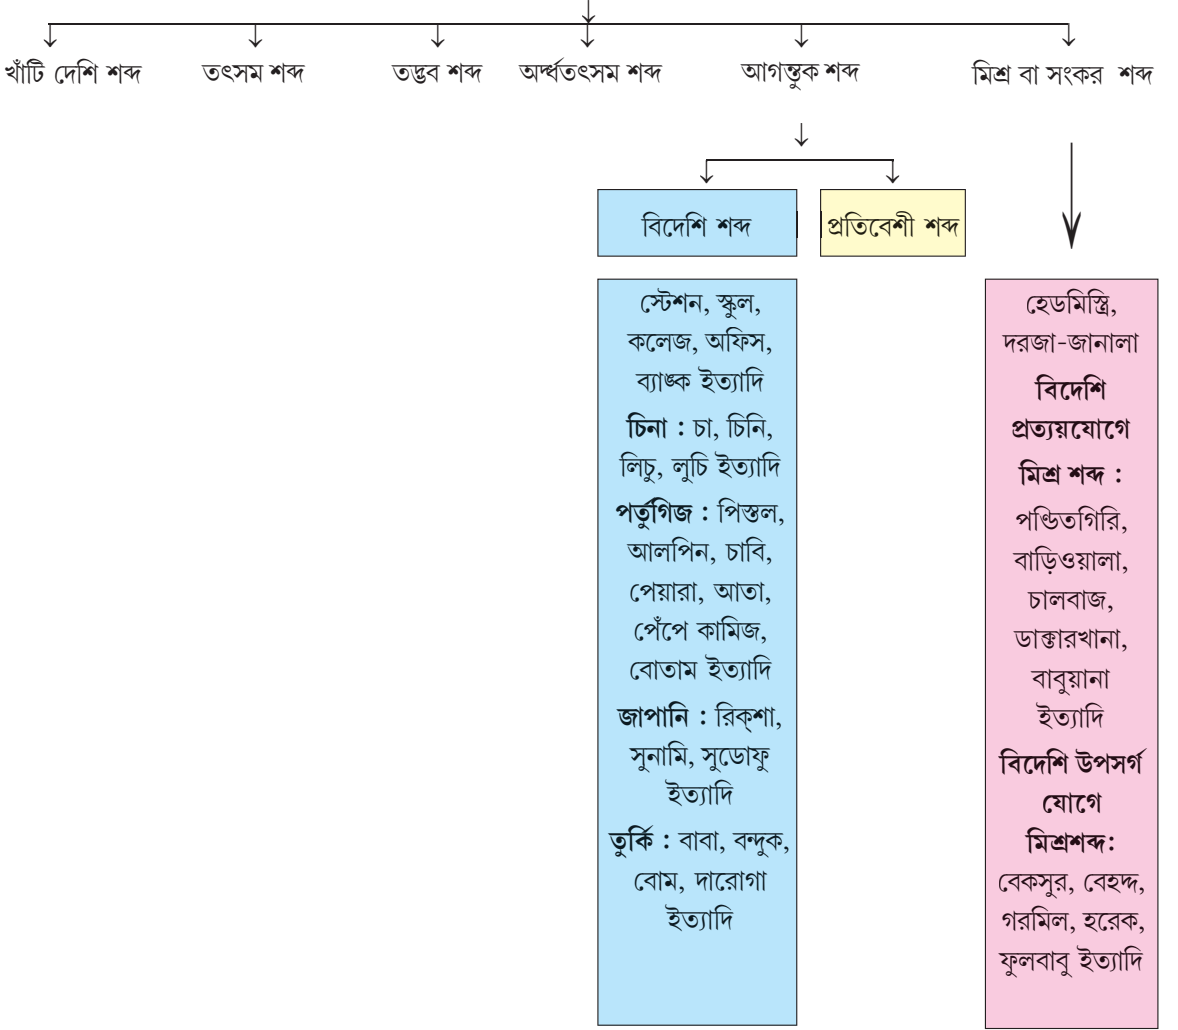 খাঁটি দেশি শব্দ
তৎসম শব্দ
তদ্ভব শব্দ
অর্ধতৎসম শব্দ
আগন্তুক শব্দ
মিশ্র বা সংকর শব্দ
বিদেশি শব্দ
প্রতিবেশী শব্দ
স্টেশন, স্কুল,
কলেজ, অফিস,
ব্যাঙ্ক ইত্যাদি
চিনা : চা, চিনি,
লিচু, লুচি ইত্যাদি
পর্তুগিজ : পিস্তল,
আলপিন, চাবি,
পেয়ারা, আতা,
পেঁপে কামিজ,
বোতাম ইত্যাদি
জাপানি : রিক্‌শা,
সুনামি, সুডোফু
ইত্যাদি
তুর্কি : বাবা, বন্দুক,
বোম, দারোগা
ইত্যাদি
হেডমিস্ত্রি,
দরজা-জানালা
বিদেশি
প্রত্যয়যোগে
মিশ্র শব্দ :
পণ্ডিতগিরি,
বাড়িওয়ালা,
চালবাজ,
ডাক্তারখানা,
বাবুয়ানা
ইত্যাদি
বিদেশি উপসর্গ
যোগে
মিশ্রশব্দ:
বেকসুর, বেহদ্দ,
গরমিল, হরেক,
ফুলবাবু ইত্যাদি